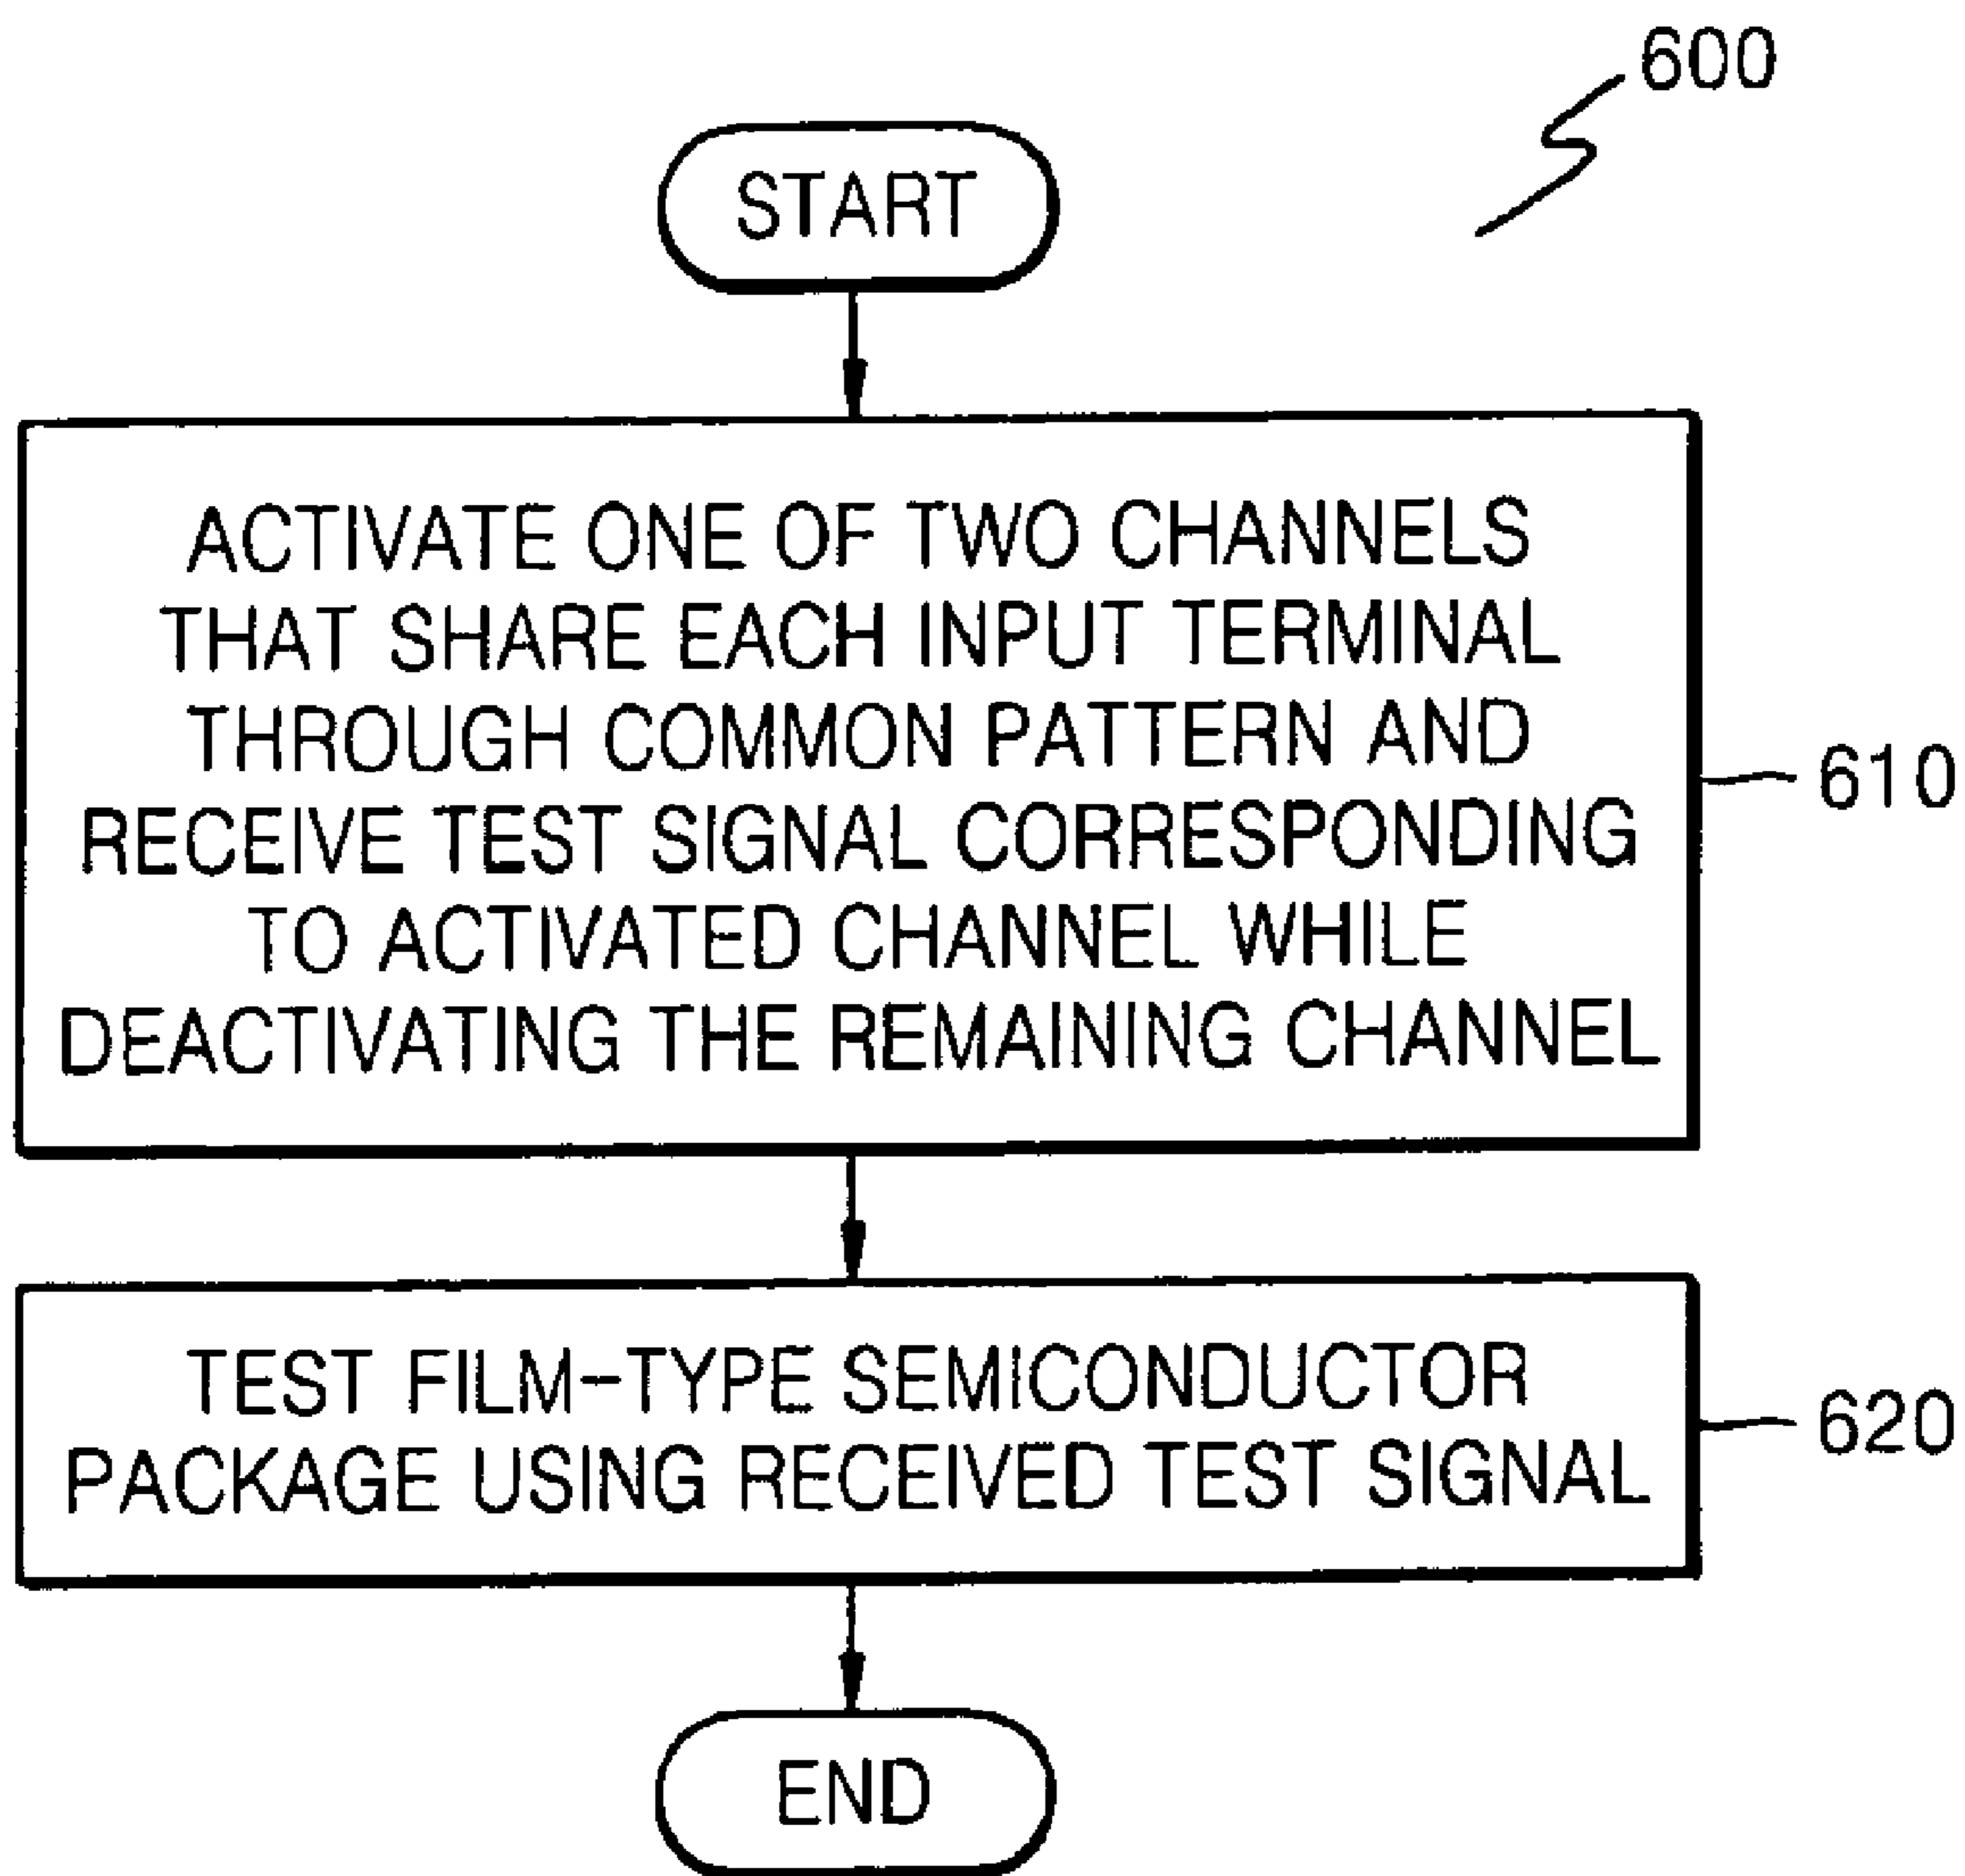 600
START
ACTIVATE ONE OF TWO CHANNELS
THAT SHARE EACH INPUT TERMINAL
THROUGH COMMON PATTERN AND
RECEIVE TEST SIGNAL CORRESPONDING
TO ACTIVATED CHANNEL WHILE
DEACTIVATING THE REMAINING CHANNEL
610
TEST FILM-TYPE SEMICONDUCTOR
PACKAGE USING RECEIVED TEST SIGNAL
620
END